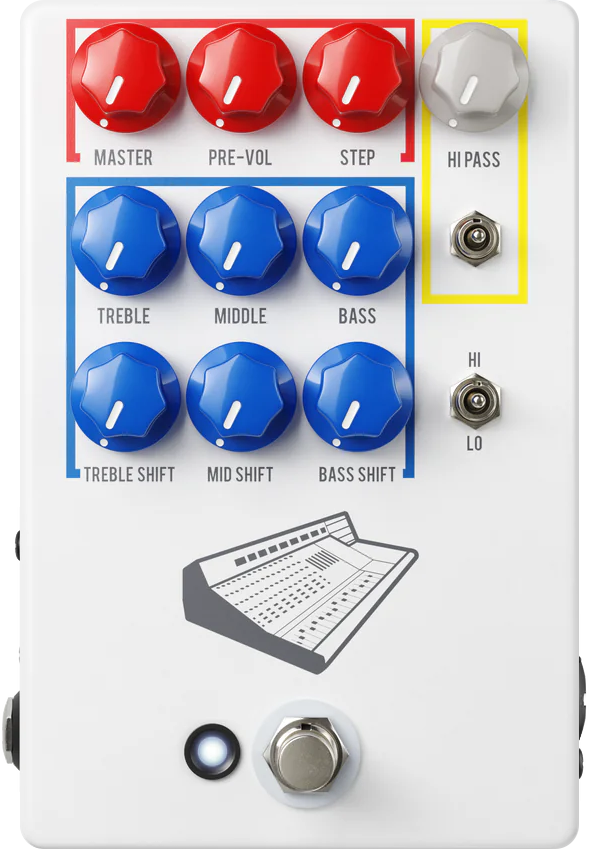 MASTER PRE-VOL STEP HI PASS
TREBLE MIDDLE BASS
HI
LO
TREBLE SHIFT MID SHIFT BASS SHIFT